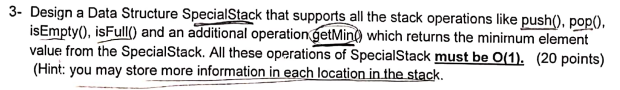 3- Design a Data Structure SpecialStack that supports all the stack operations like push(), pop(),
isEmpty(), isFull() and an additional operation getMin() which returns the minimum element
value from the SpecialStack. All these operations of SpecialStack must be O(1). (20 points)
(Hint: you may store more information in each location in the stack.